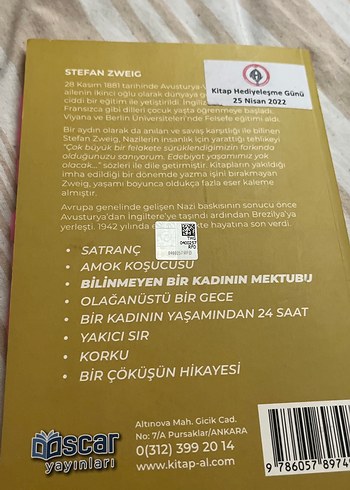 STEFAN ZWEIG
Kitap Hediyeleşme Günü
25 Nisan 2022
28 Kasım 1881 tarihinde Avusturya-
ailenin ikinci oğlu olarak dünyaya g
ciddi bir eğitim ile yetiştirildi. İngili
Fransızca gibi dilleri çocuk yaşta öğrenmeye başladı.
Viyana ve Berlin Üniversiteleri'nde Felsefe eğitimi aldı.
Bir aydın olarak da anılan ve savaş karşıtlığı ile bilinen
Stefan Zweig, Nazilerin insanlık için yarattığı tehlikeyi
"Çok büyük bir felakete sürüklendiğimizin farkında
olduğunuzu sanıyorum. Edebiyat yaşamımız yok
olacak..." sözleri ile dile getirmiştir. Kitapların yakıldığı
imha edildiği bir dönemde yazma işini bırakmayan
Zweig, yaşamı boyunca oldukça fazla eser kaleme
almıştır.
Avrupa genelinde gelişen Nazi baskısının sonucu önce
Avusturya'dan İngiltere'ye taşındı ardından Brezilya'ya
yerleşti. 1942 yılında e kte hayatına son verdi.
• SATRANÇ
• AMOK KOŞUCUSU
• BİLİNMEYEN BİR KADININ MEKTUBU
• OLAĞANÜSTÜ BİR GECE
• BİR KADININ YAŞAMINDAN 24 SAAT
• YAKICI SIR
• KORKU
• BİR ÇÖKÜŞÜN HİKAYESİ
oscar
yayınları
Altınova Mah. Gicik Cad.
No: 7/A Pursaklar/ANKARA
0(312) 399 20 14
www.kitap-al.com
9 786057 8974